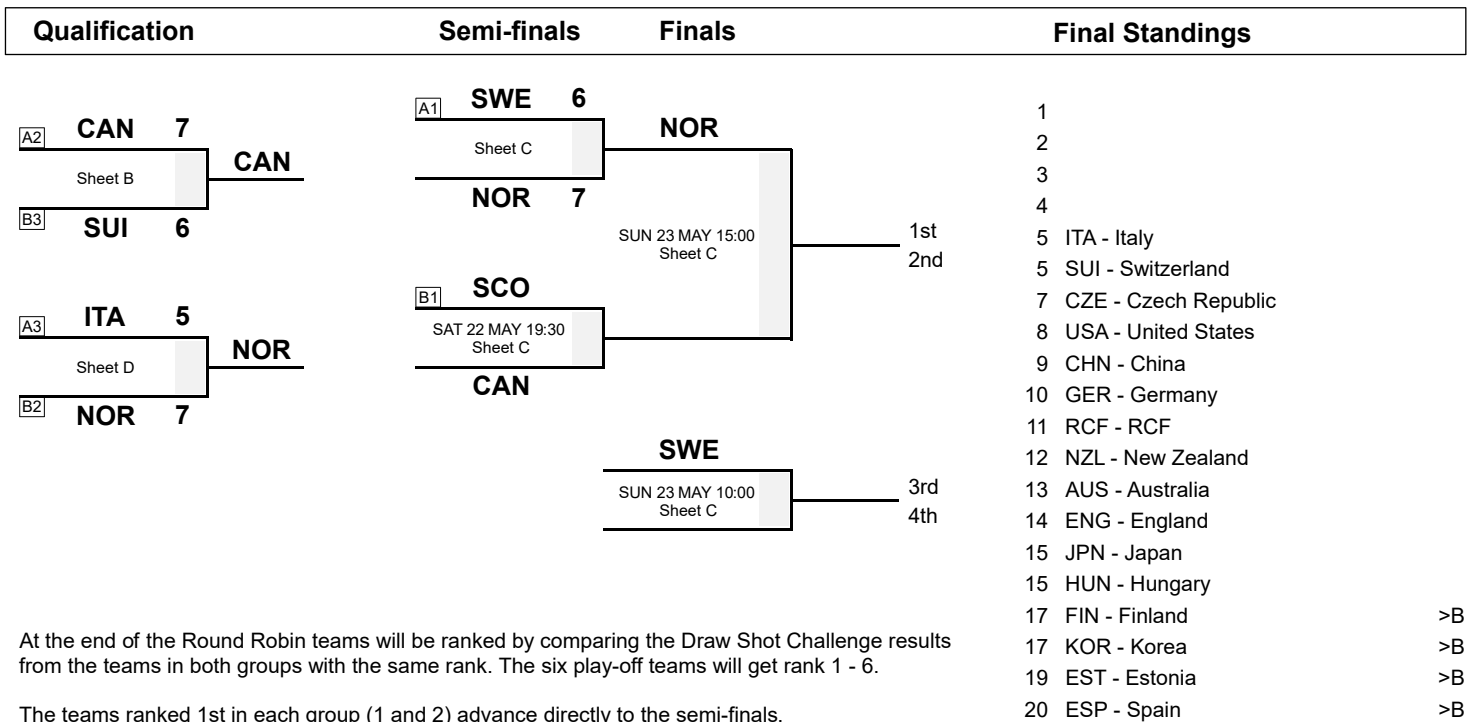 Qualification Semi-finals Finals Final Standings
A2 CAN 7
Sheet B
CAN
B3 SUI 6
A3 ITA 5
Sheet D
NOR
B2 NOR 7
A1 SWE 6
Sheet C
NOR 7
B1 SCO
SAT 22 MAY 19:30
Sheet C
CAN
NOR
SUN 23 MAY 15:00
Sheet C
1st
2nd
SWE
SUN 23 MAY 10:00
Sheet C
3rd
4th
1
2
3
4
5 ITA - Italy
5 SUI - Switzerland
7 CZE - Czech Republic
8 USA - United States
9 CHN - China
10 GER - Germany
11 RCF - RCF
12 NZL - New Zealand
13 AUS - Australia
14 ENG - England
15 JPN - Japan
15 HUN - Hungary
17 FIN - Finland >B
17 KOR - Korea >B
19 EST - Estonia >B
20 ESP - Spain >B
At the end of the Round Robin teams will be ranked by comparing the Draw Shot Challenge results
from the teams in both groups with the same rank. The six play-off teams will get rank 1 - 6.
The teams ranked 1st in each group (1 and 2) advance directly to the semi-finals.